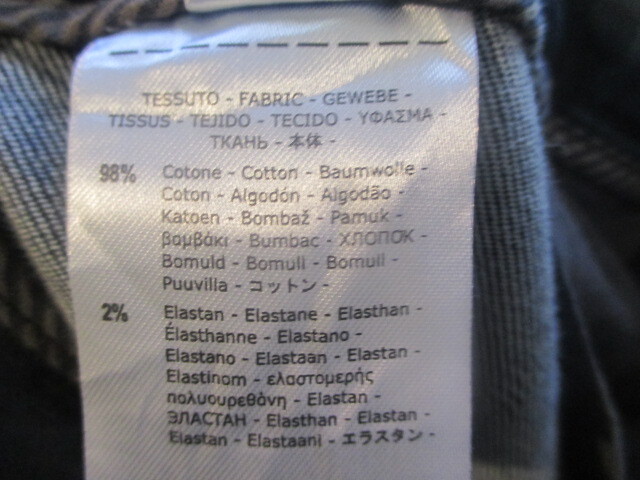 TESSUTO - FABRIC - GEWEBE -
TISSUS - TEJIDO - TECIDO - ΥΦΑΣΜΑ -
ТКАНЬ - 本体 -
98% Cotone - Cotton - Baumwolle -
Coton - Algodón - Algodão -
Katoen - Bombaž - Pamuk -
βαμβάκι - Bumbac - ХЛОПОК -
Bomuld - Bomull - Bomull -
Puuvilla - コットン -
2% Elastan - Elastane - Elasthan -
Élasthanne - Elastano -
Elastano - Elastaan - Elastan -
Elastinom - ελαστομερής
πολυουρεθάνη - Elastan -
ЭЛАСТАН - Elasthan - Elastan -
Elastan - Elastaani - エラスタン -